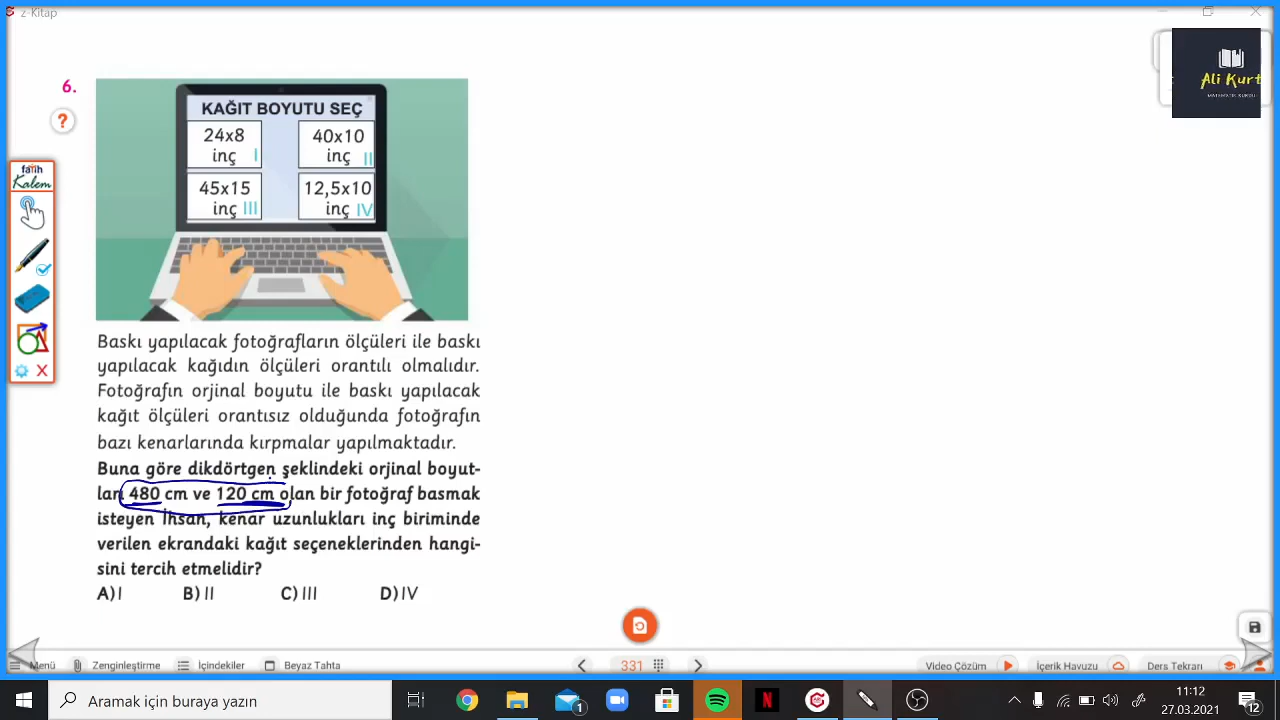 z-Kitap
Ali Kurt
6.
KAĞIT BOYUTU SEÇ
24x8
inç I
40x10
inç II
45x15
inç III
12,5x10
inç IV
?
fatih
Kalem
Baskı yapılacak fotoğrafların ölçüleri ile baskı
yapılacak kağıdın ölçüleri orantılı olmalıdır.
Fotoğrafın orjinal boyutu ile baskı yapılacak
kağıt ölçüleri orantısız olduğunda fotoğrafın
bazı kenarlarında kırpmalar yapılmaktadır.
Buna göre dikdörtgen şeklindeki orjinal boyut-
ları 480 cm ve 120 cm olan bir fotoğraf basmak
isteyen İhsan, kenar uzunlukları inç biriminde
verilen ekrandaki kağıt seçeneklerinden hangi-
sini tercih etmelidir?
A) I B) II C) III D) IV
Menü Zenginleştirme İçindekiler Beyaz Tahta 331 Video Çözüm İçerik Havuzu Ders Tekrarı
Aramak için buraya yazın
1
11:12
27.03.2021
12